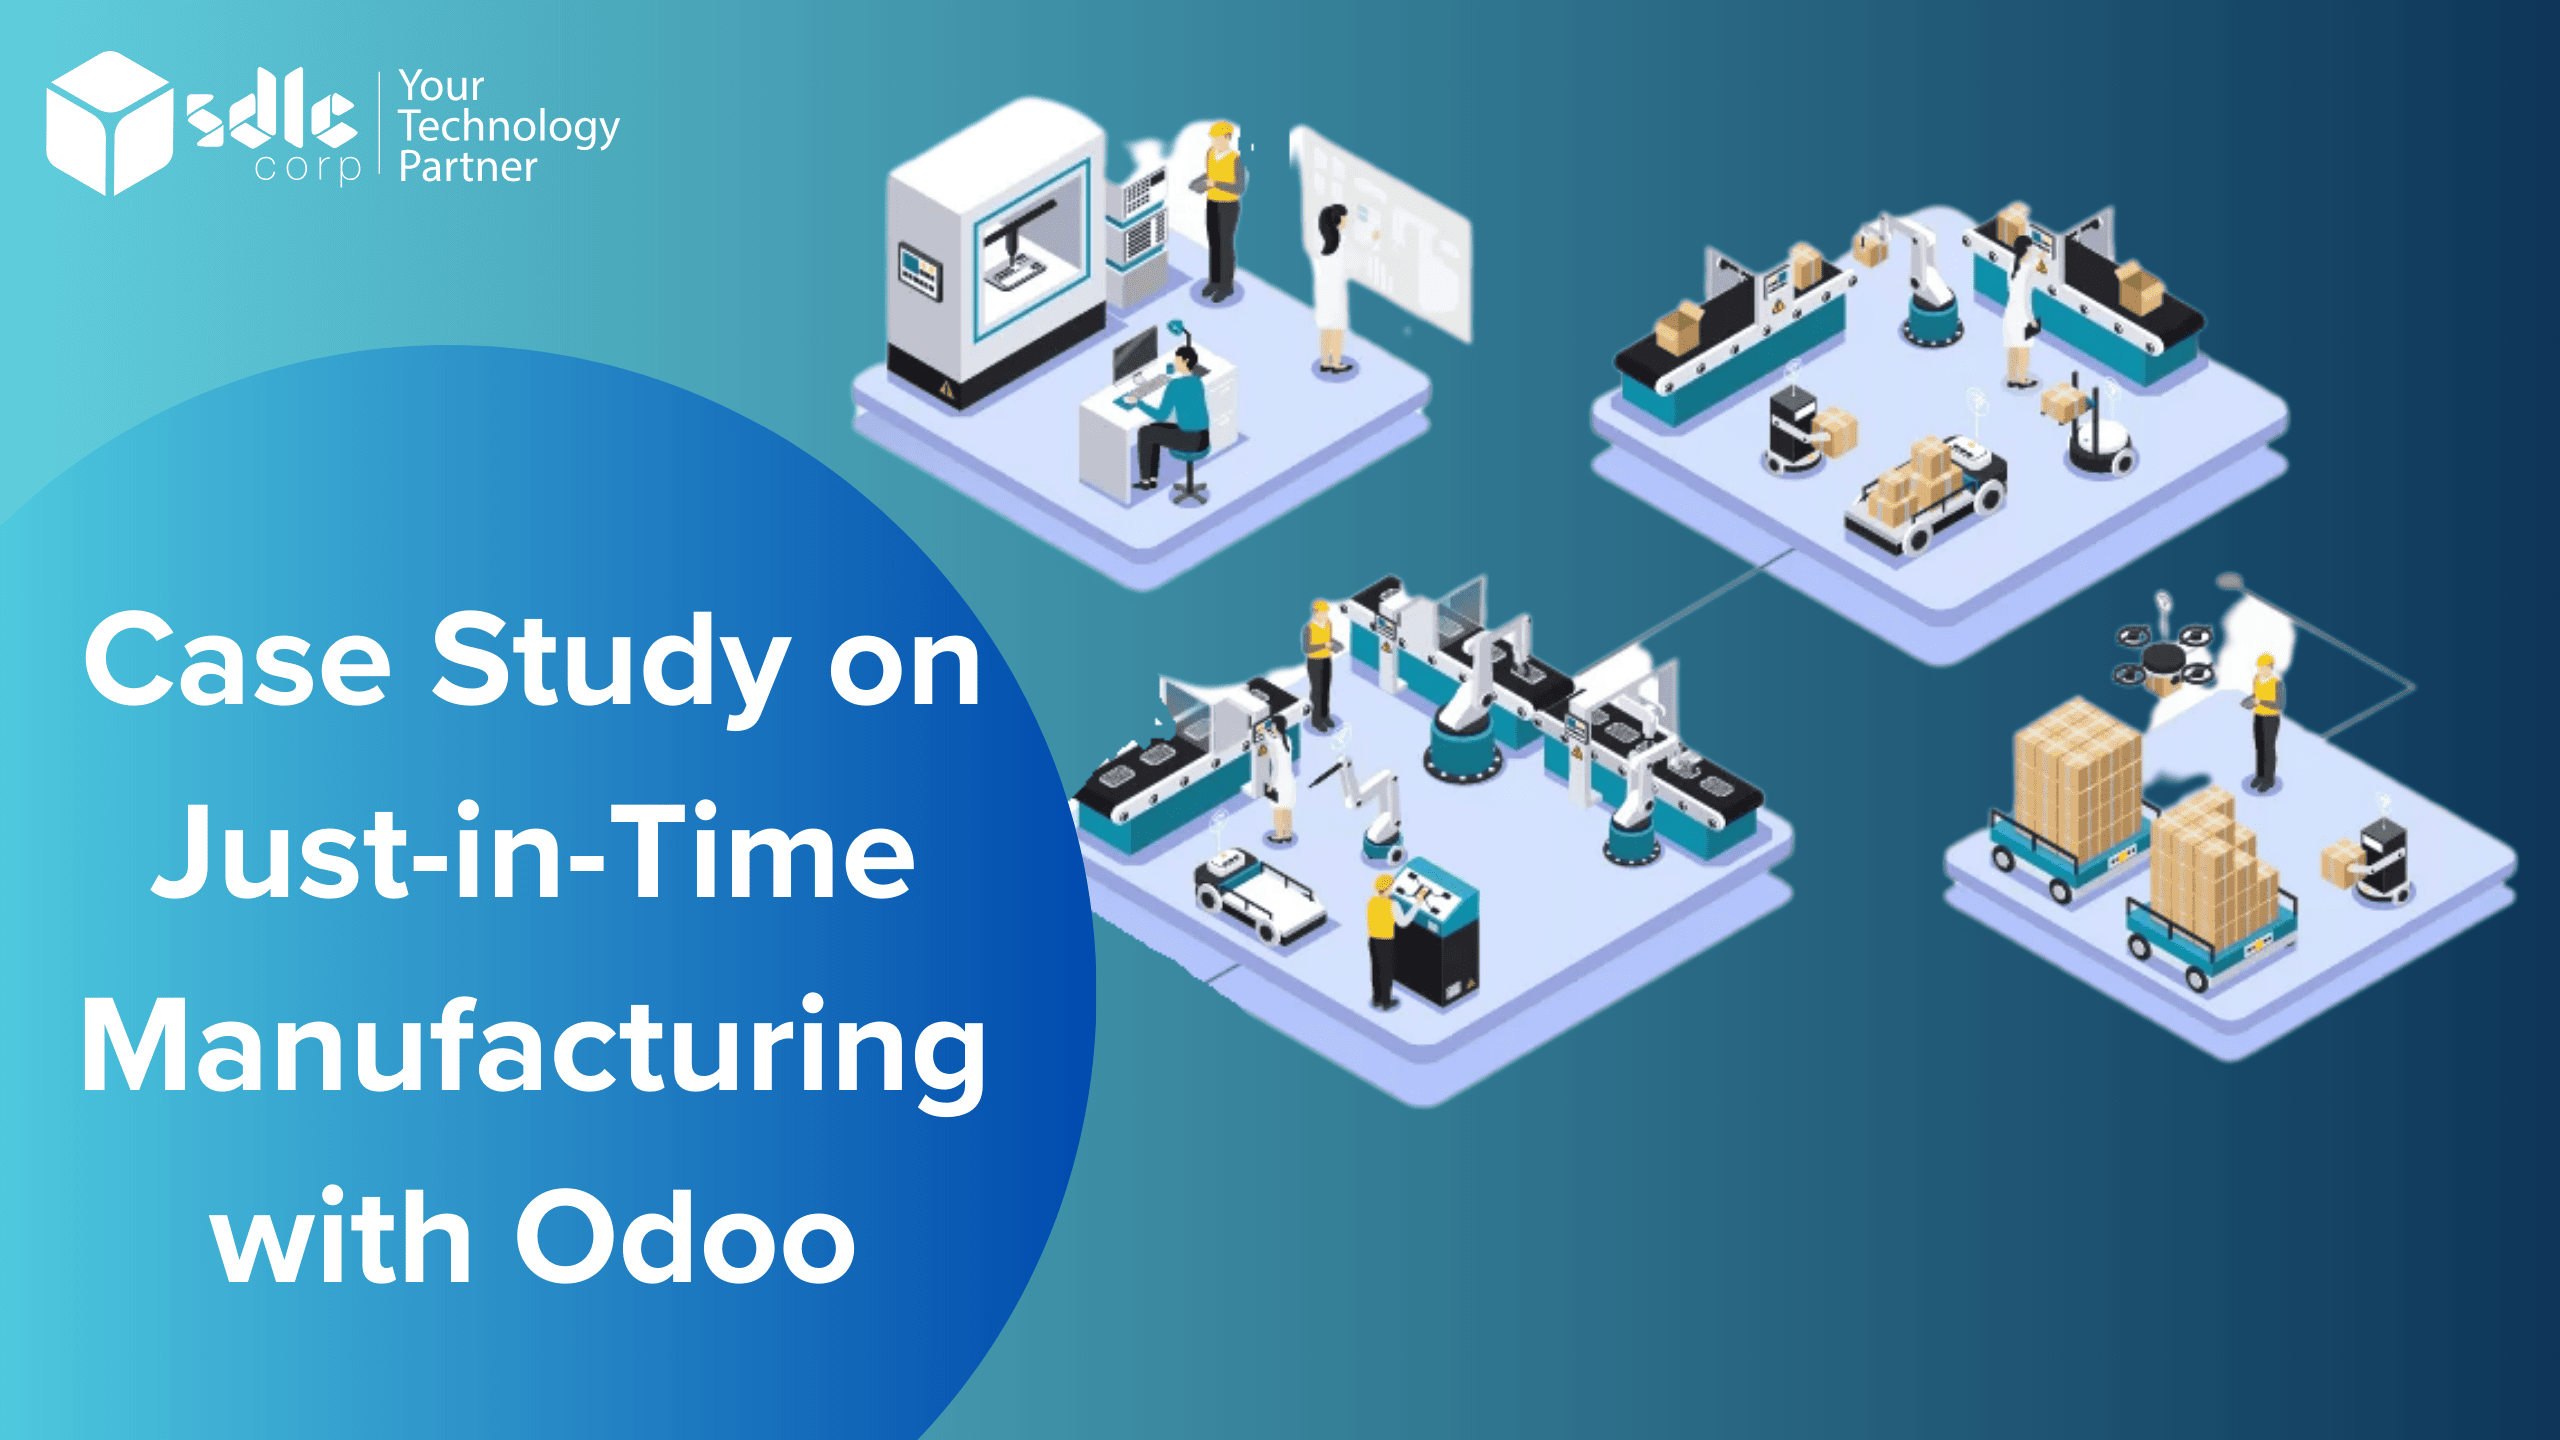 sdlc
corp
Your
Technology
Partner
Case Study on
Just-in-Time
Manufacturing
with Odoo